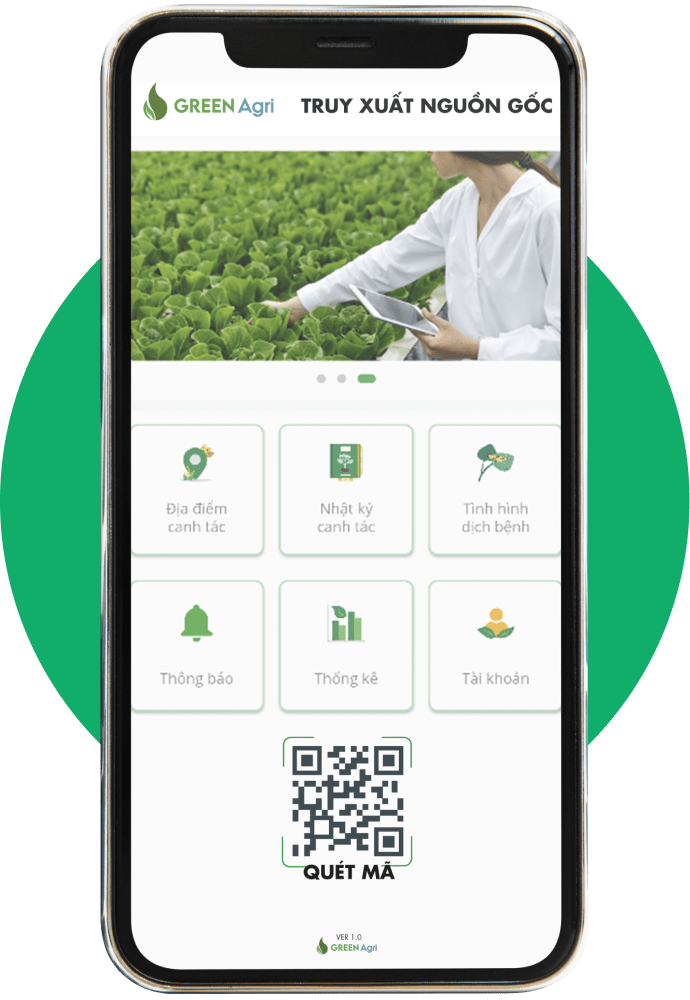 GREEN Agri TRUY XUẤT NGUỒN GỐC
Địa điểm
canh tác
Nhật ký
canh tác
Tình hình
dịch bệnh
Thông báo
Thống kê
Tài khoản
QUÉT MÃ
VER 1.0
GREEN Agri